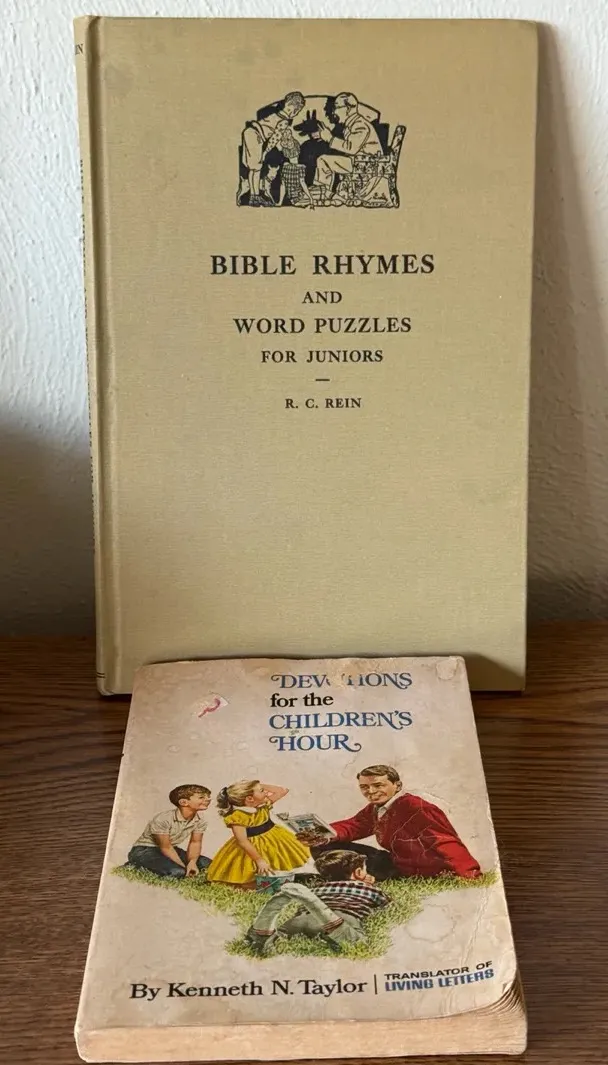 EIN
BIBLE RHYMES
AND
WORD PUZZLES
FOR JUNIORS
R. C. REIN
for the
CHILDREN'S
HOUR
By Kenneth N. Taylor
TRANSLATOR OF
LIVING LETTERS